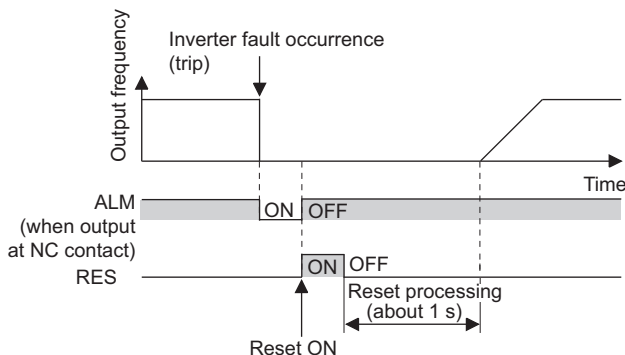 Inverter fault occurrence
(trip)
Output frequency
Time
ALM
(when output
at NC contact)
ON
OFF
RES
ON
OFF
Reset processing
(about 1 s)
Reset ON